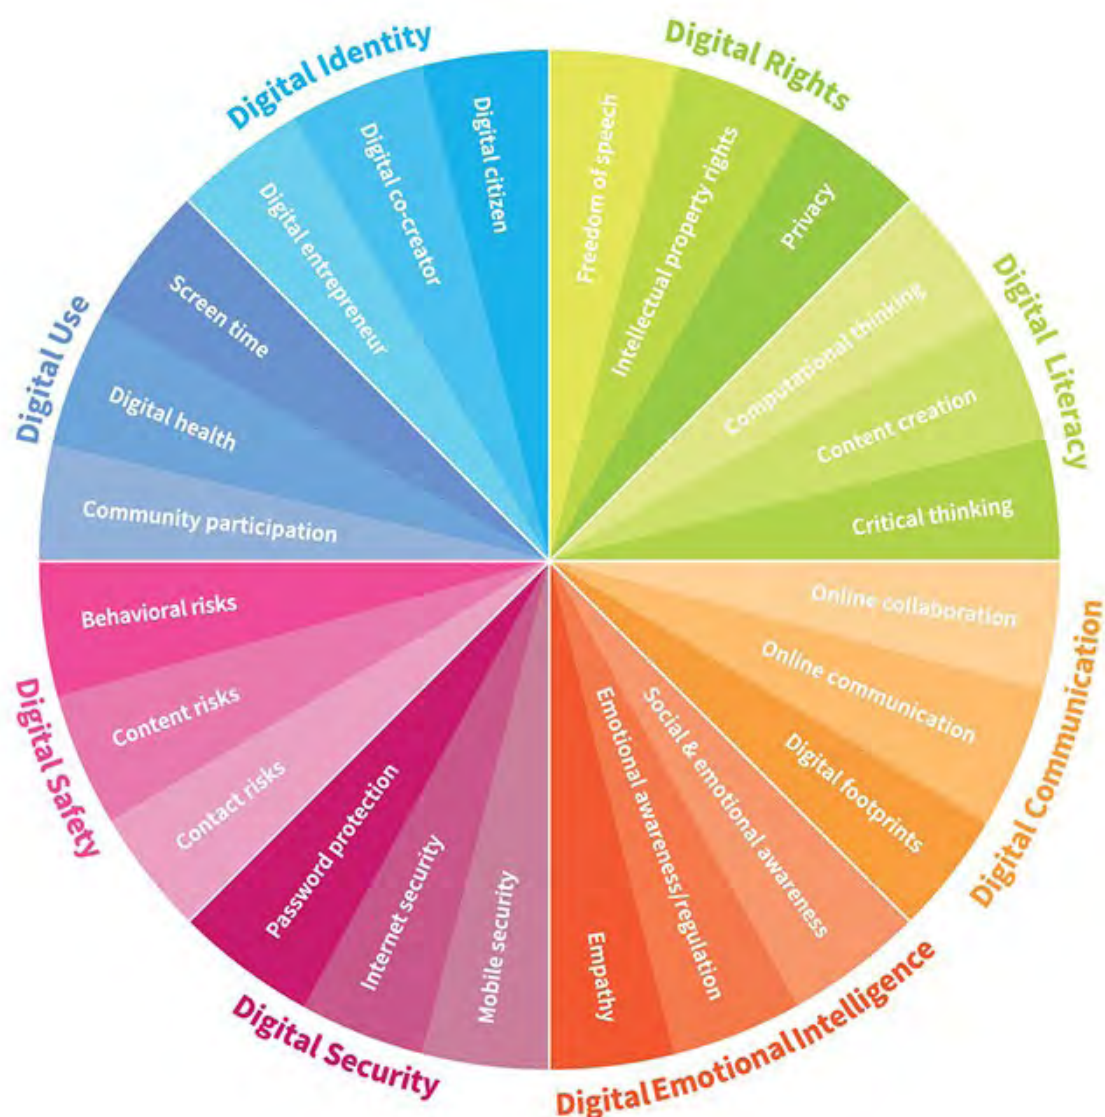 Digital Identity
Digital entrepreneur
Digital co-creator
Digital citizen
Digital Rights
Freedom of speech
Intellectual property rights
Privacy
Digital Literacy
Computational thinking
Content creation
Critical thinking
Digital Communication
Online collaboration
Online communication
Digital footprints
Digital Emotional Intelligence
Social & emotional awareness
Emotional awareness/regulation
Empathy
Digital Security
Mobile security
Internet security
Password protection
Digital Safety
Contact risks
Content risks
Behavioral risks
Digital Use
Community participation
Digital health
Screen time